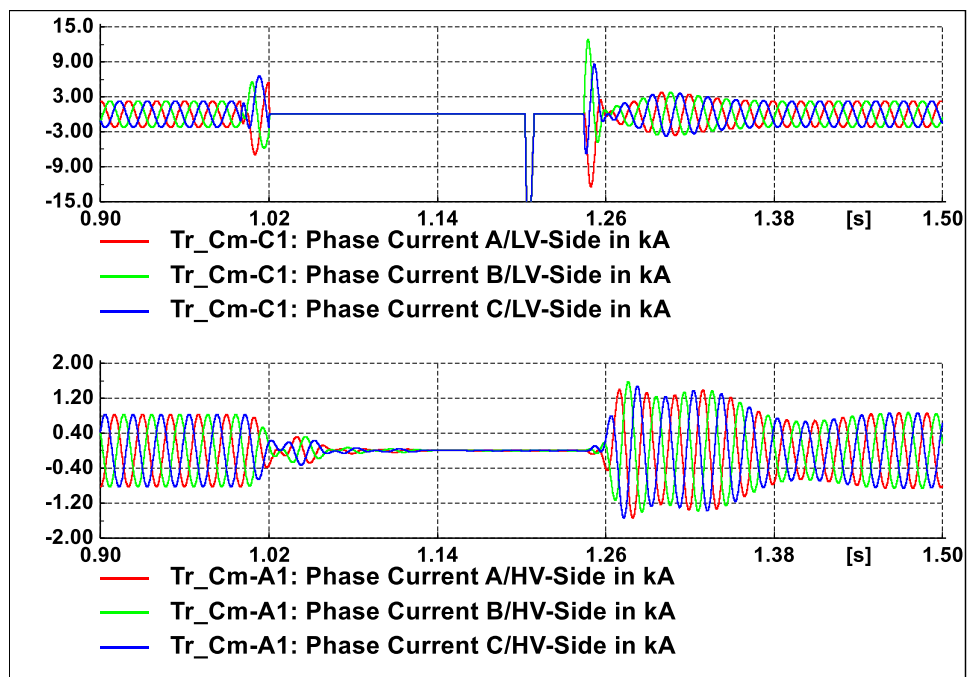 15.0
9.00
3.00
-3.00
-9.00
-15.0
0.90 1.02 1.14 1.26 1.38 [s] 1.50
Tr_Cm-C1: Phase Current A/LV-Side in kA
Tr_Cm-C1: Phase Current B/LV-Side in kA
Tr_Cm-C1: Phase Current C/LV-Side in kA
2.00
1.20
0.40
-0.40
-1.20
-2.00
0.90 1.02 1.14 1.26 1.38 [s] 1.50
Tr_Cm-A1: Phase Current A/HV-Side in kA
Tr_Cm-A1: Phase Current B/HV-Side in kA
Tr_Cm-A1: Phase Current C/HV-Side in kA